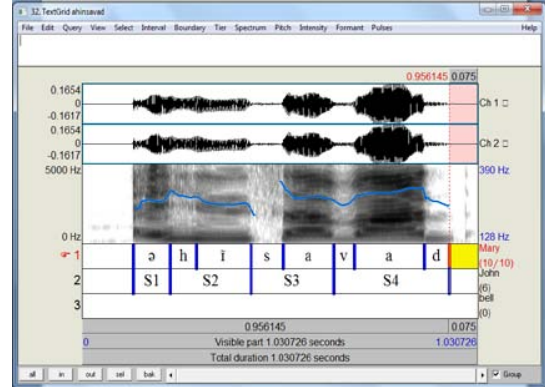 32. TextGrid ahinsavad
File Edit Query View Select Interval Boundary Tier Spectrum Pitch Intensity Formant Pulses Help
0.956145 0.075
0.1654
0
-0.1617
Ch 1
0.1654
0
-0.1617
Ch 2
5000 Hz 390 Hz
0 Hz 128 Hz
1 ə h ĩ s a v a d Mary (10/10)
2 S1 S2 S3 S4 John (6)
3 bell (0)
0.956145 0.075
0 Visible part 1.030726 seconds 1.030726
Total duration 1.030726 seconds
all in out sel bak Group